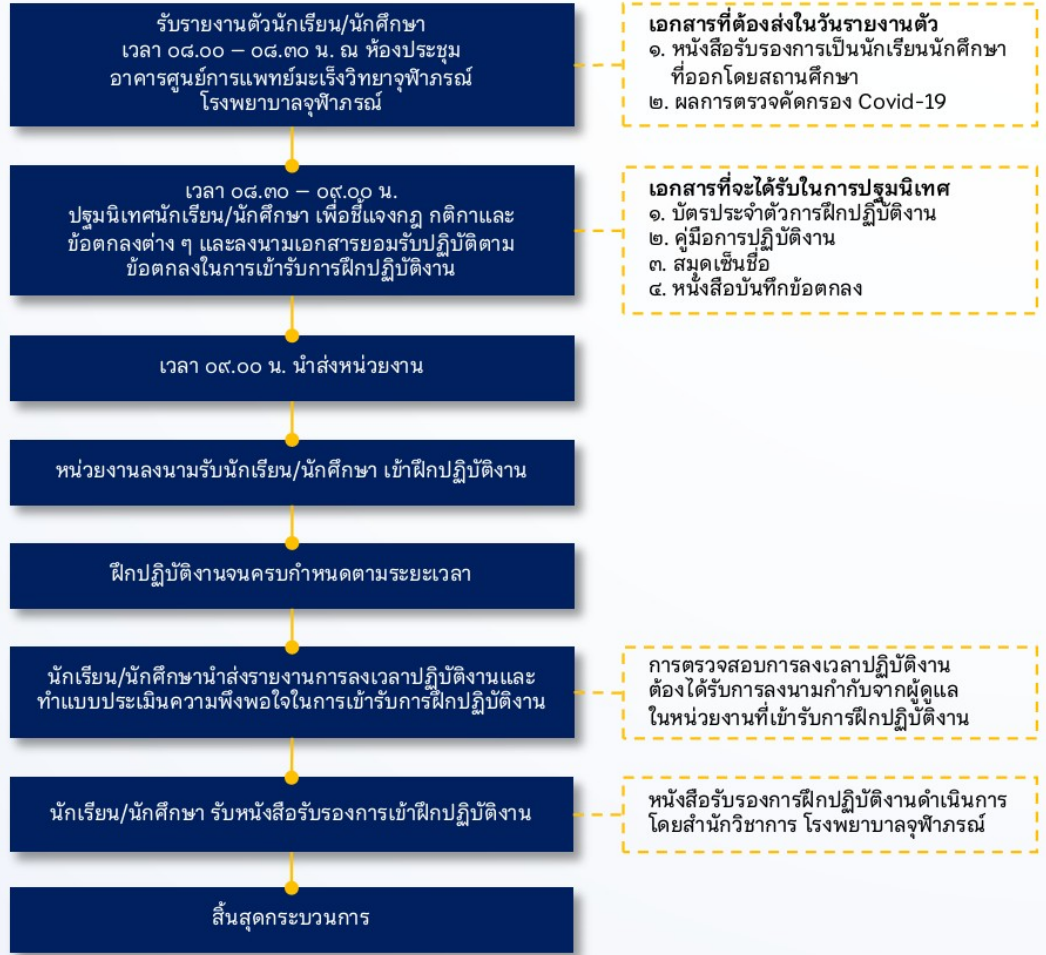 รับรายงานตัวนักเรียน/นักศึกษา
เวลา ๐๘.๐๐ – ๐๘.๓๐ น. ณ ห้องประชุม
อาคารศูนย์การแพทย์มะเร็งวิทยาจุฬาภรณ์
โรงพยาบาลจุฬาภรณ์
เอกสารที่ต้องส่งในวันรายงานตัว
๑. หนังสือรับรองการเป็นนักเรียนนักศึกษา
ที่ออกโดยสถานศึกษา
๒. ผลการตรวจคัดกรอง Covid-19
เวลา ๐๘.๓๐ – ๐๙.๐๐ น.
ปฐมนิเทศนักเรียน/นักศึกษา เพื่อชี้แจงกฎ กติกาและ
ข้อตกลงต่าง ๆ และลงนามเอกสารยอมรับปฏิบัติตาม
ข้อตกลงในการเข้ารับการฝึกปฏิบัติงาน
เอกสารที่จะได้รับในการปฐมนิเทศ
๑. บัตรประจำตัวการฝึกปฏิบัติงาน
๒. คู่มือการปฏิบัติงาน
๓. สมุดเซ็นชื่อ
๔. หนังสือบันทึกข้อตกลง
เวลา ๐๙.๐๐ น. นำส่งหน่วยงาน
หน่วยงานลงนามรับนักเรียน/นักศึกษา เข้าฝึกปฏิบัติงาน
ฝึกปฏิบัติงานจนครบกำหนดตามระยะเวลา
นักเรียน/นักศึกษานำส่งรายงานการลงเวลาปฏิบัติงานและ
ทำแบบประเมินความพึงพอใจในการเข้ารับการฝึกปฏิบัติงาน
การตรวจสอบการลงเวลาปฏิบัติงาน
ต้องได้รับการลงนามกำกับจากผู้ดูแล
ในหน่วยงานที่เข้ารับการฝึกปฏิบัติงาน
นักเรียน/นักศึกษา รับหนังสือรับรองการเข้าฝึกปฏิบัติงาน
หนังสือรับรองการฝึกปฏิบัติงานดำเนินการ
โดยสำนักวิชาการ โรงพยาบาลจุฬาภรณ์
สิ้นสุดกระบวนการ